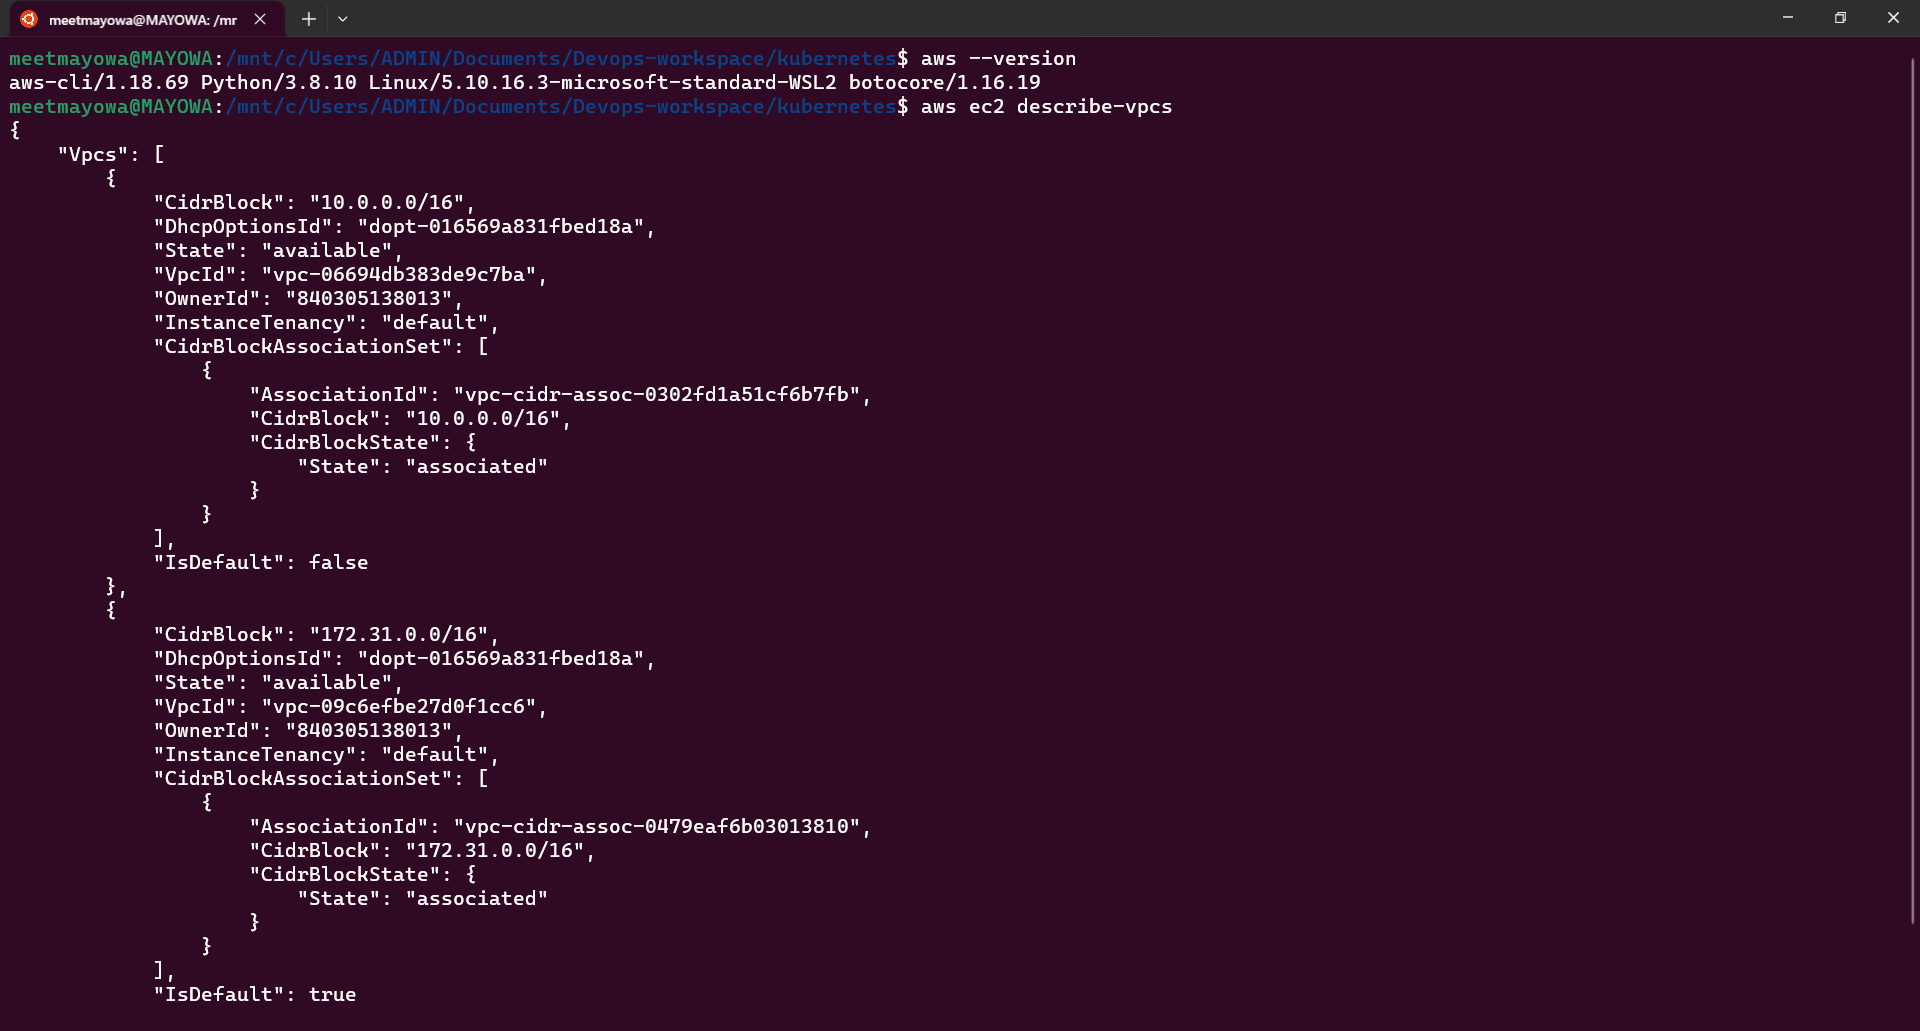 meetmayowa@MAYOWA: /mr
meetmayowa@MAYOWA:/mnt/c/Users/ADMIN/Documents/Devops-workspace/kubernetes$ aws --version
aws-cli/1.18.69 Python/3.8.10 Linux/5.10.16.3-microsoft-standard-WSL2 botocore/1.16.19
meetmayowa@MAYOWA:/mnt/c/Users/ADMIN/Documents/Devops-workspace/kubernetes$ aws ec2 describe-vpcs
{
    "Vpcs": [
        {
            "CidrBlock": "10.0.0.0/16",
            "DhcpOptionsId": "dopt-016569a831fbed18a",
            "State": "available",
            "VpcId": "vpc-06694db383de9c7ba",
            "OwnerId": "840305138013",
            "InstanceTenancy": "default",
            "CidrBlockAssociationSet": [
                {
                    "AssociationId": "vpc-cidr-assoc-0302fd1a51cf6b7fb",
                    "CidrBlock": "10.0.0.0/16",
                    "CidrBlockState": {
                        "State": "associated"
                    }
                }
            ],
            "IsDefault": false
        },
        {
            "CidrBlock": "172.31.0.0/16",
            "DhcpOptionsId": "dopt-016569a831fbed18a",
            "State": "available",
            "VpcId": "vpc-09c6efbe27d0f1cc6",
            "OwnerId": "840305138013",
            "InstanceTenancy": "default",
            "CidrBlockAssociationSet": [
                {
                    "AssociationId": "vpc-cidr-assoc-0479eaf6b03013810",
                    "CidrBlock": "172.31.0.0/16",
                    "CidrBlockState": {
                        "State": "associated"
                    }
                }
            ],
            "IsDefault": true